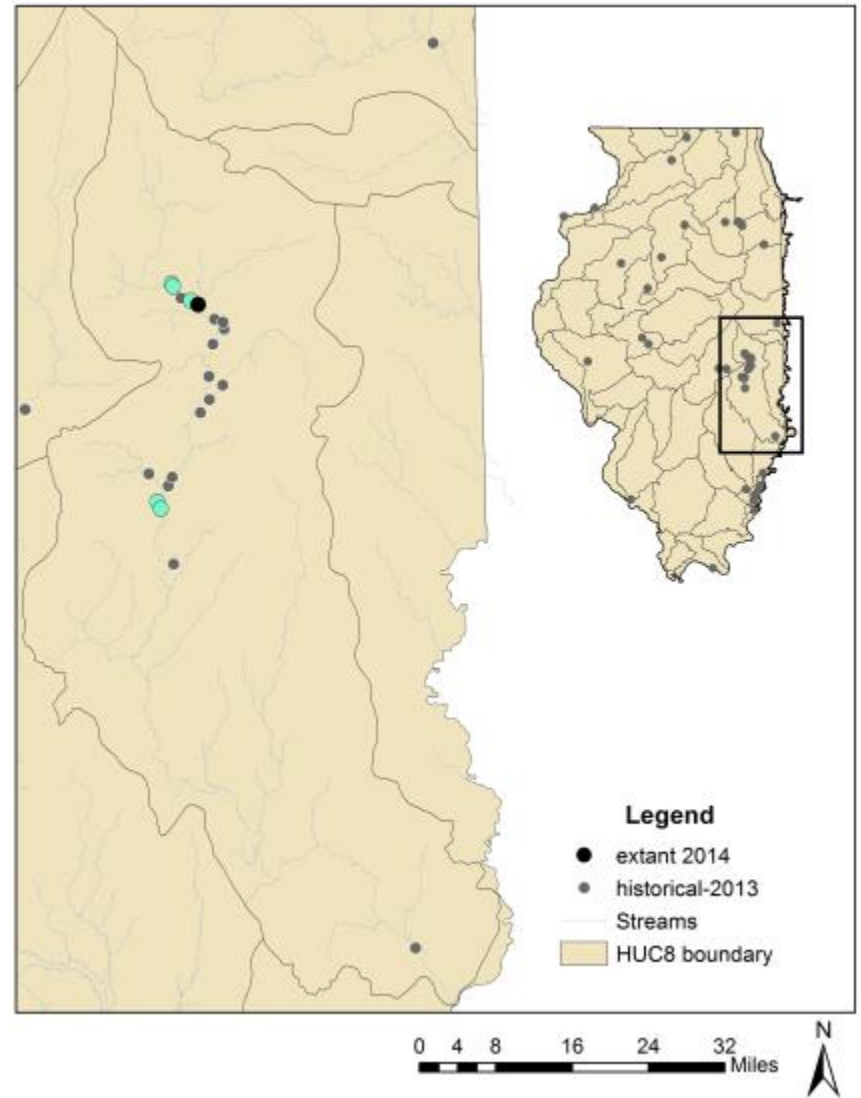 Legend
extant 2014
historical-2013
Streams
HUC8 boundary
N
0 4 8 16 24 32
Miles